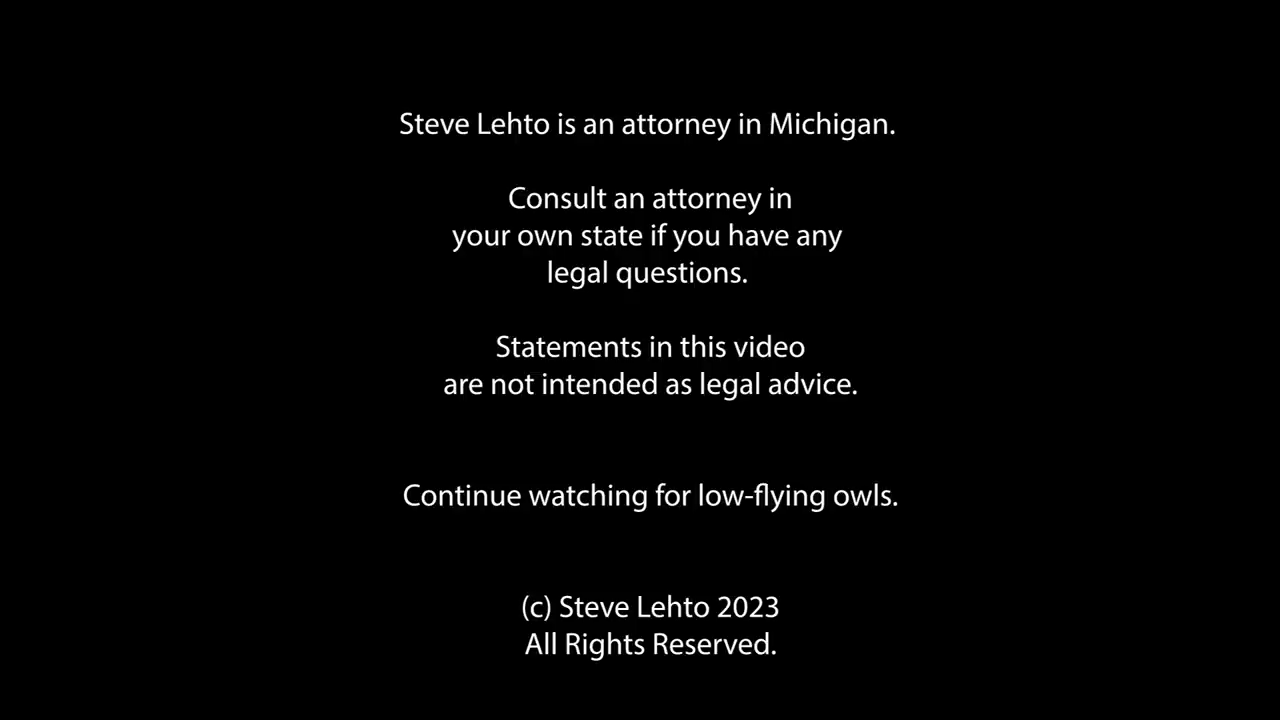 Steve Lehto is an attorney in Michigan.
Consult an attorney in
your own state if you have any
legal questions.
Statements in this video
are not intended as legal advice.
Continue watching for low-flying owls.
(c) Steve Lehto 2023
All Rights Reserved.